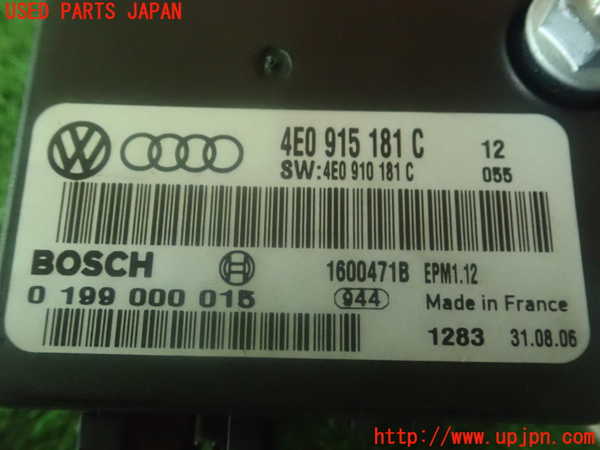 USED PARTS JAPAN
4E0 915 181 C 12
SW:4E0 910 181 C 055
BOSCH 1600471B EPM1.12
0 199 000 015 944 Made in France
1283 31.08.06
http://www.upjpn.com